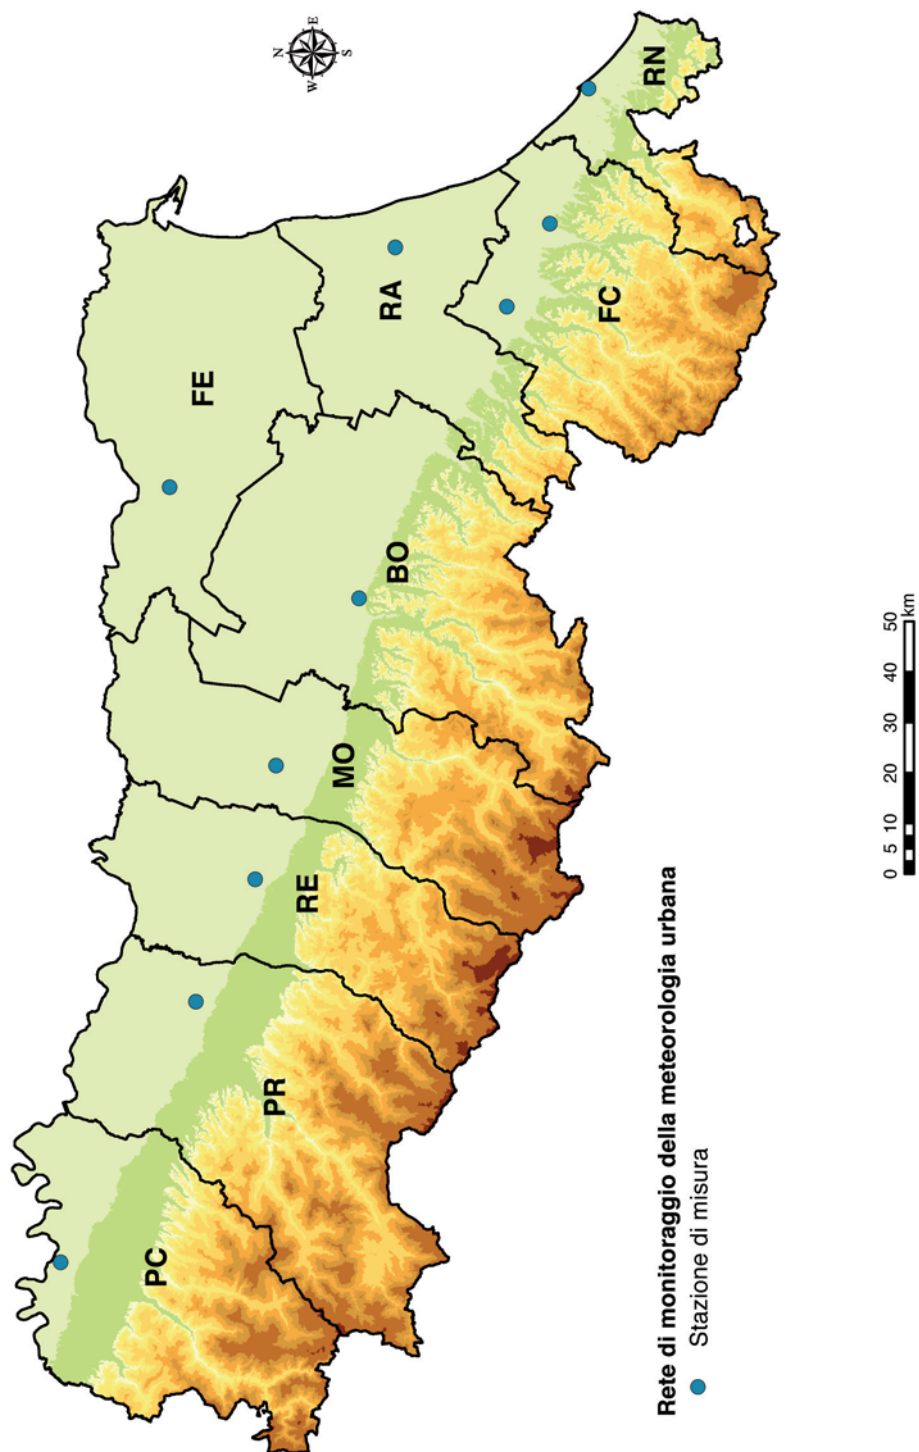 N
W E
S
PC
PR
RE
MO
BO
FE
RA
FC
RN
Rete di monitoraggio della meteorologia urbana
Stazione di misura
0 5 10 20 30 40 50
km